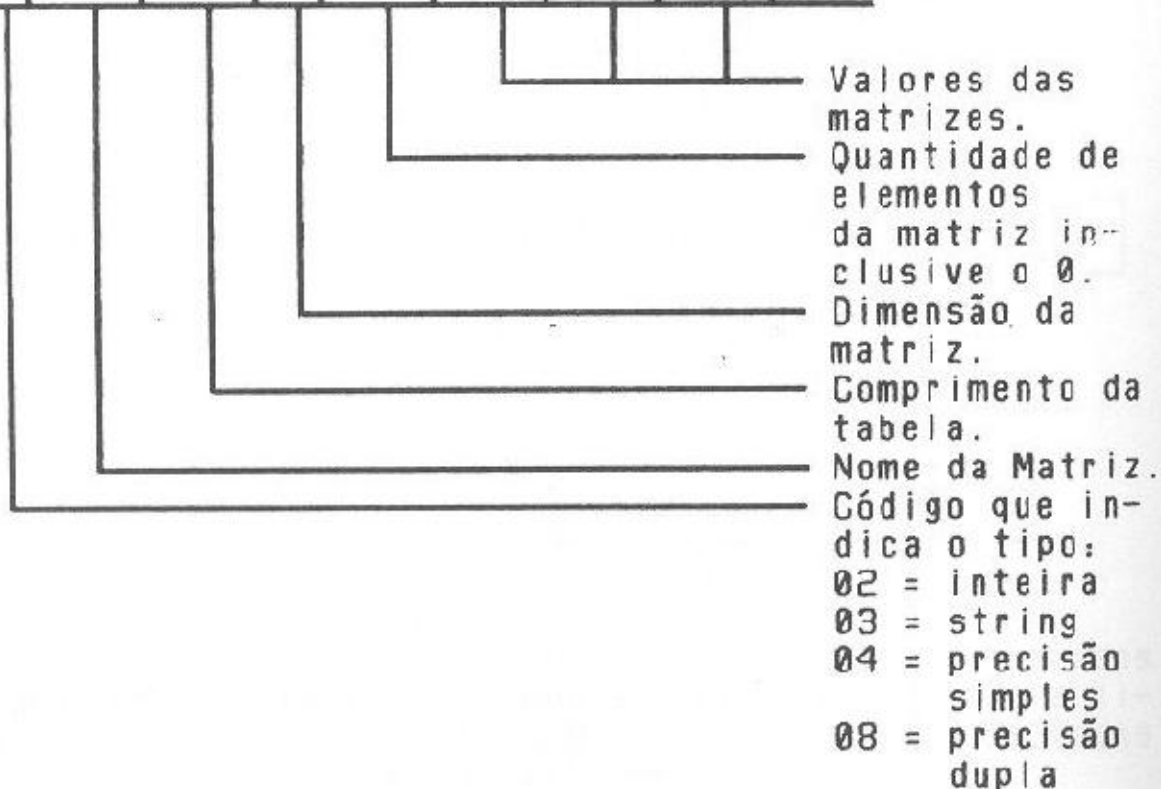 Valores das
matrizes.
Quantidade de
elementos
da matriz in-
clusive o 0.
Dimensão da
matriz.
Comprimento da
tabela.
Nome da Matriz.
Código que in-
dica o tipo:
02 = inteira
03 = string
04 = precisão
simples
08 = precisão
dupla